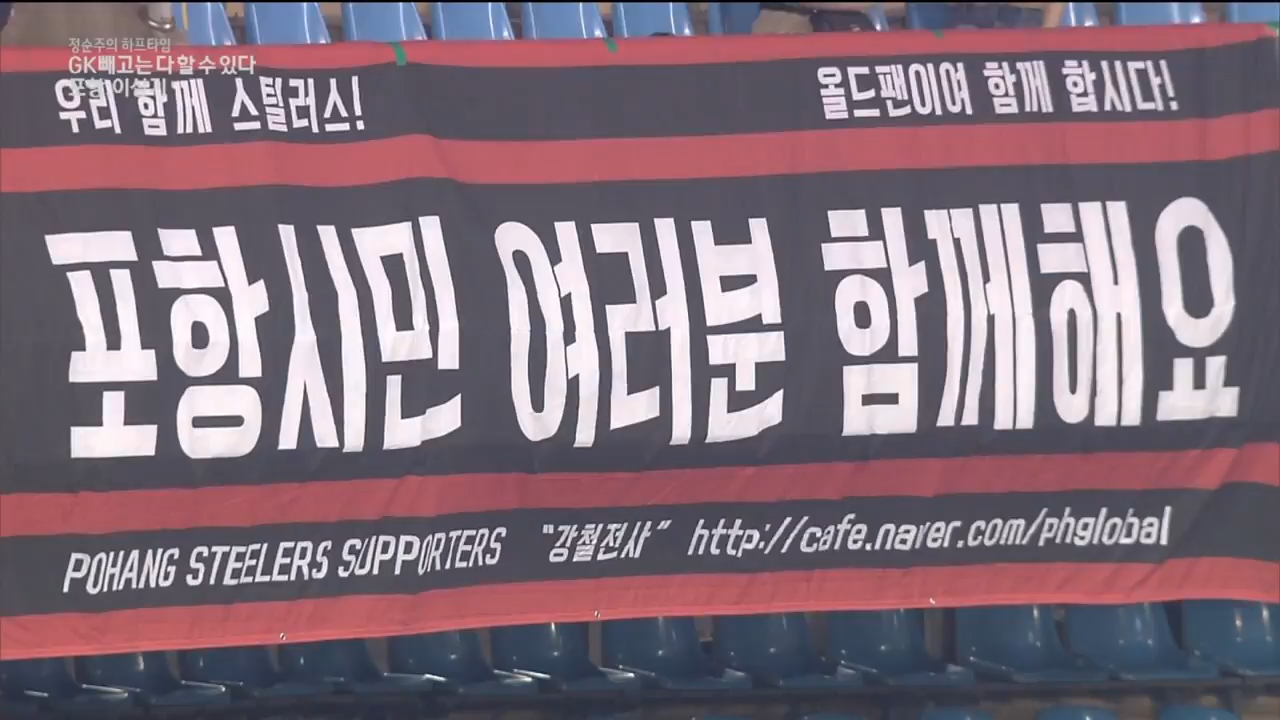 정순주의 하프타임
GK빼고는 다 할 수 있다
우리 함께 스틸러스!
올드팬이여 함께 합시다!
포항시민 여러분 함께해요
POHANG STEELERS SUPPORTERS "강철전사" http://cafe.naver.com/phglobal